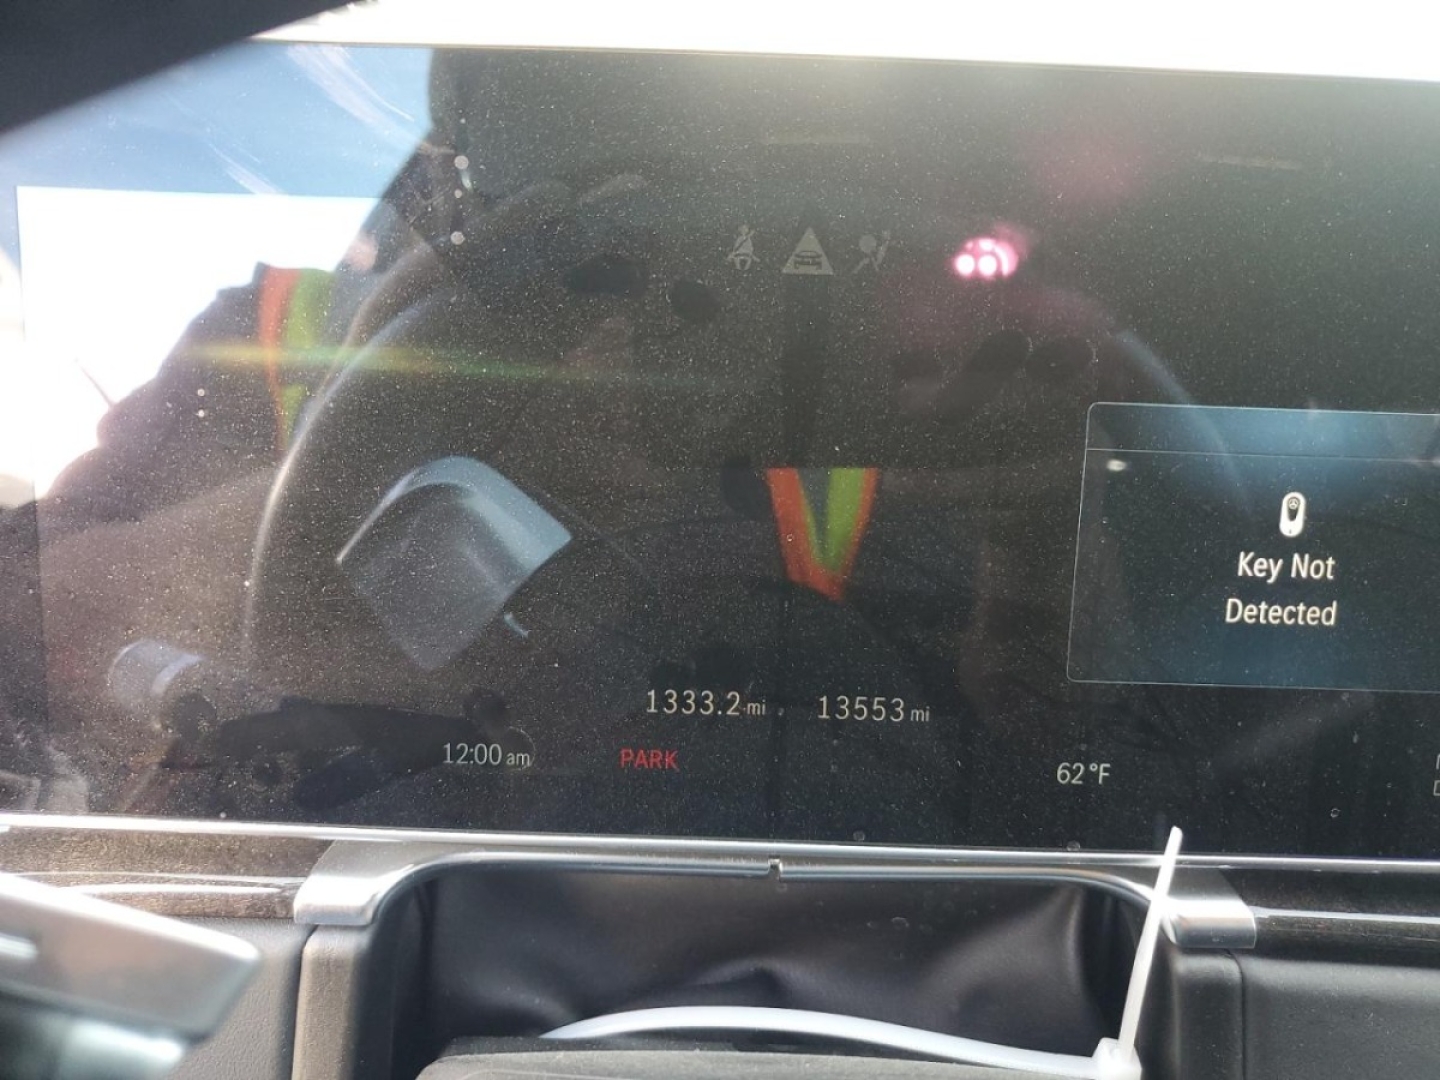 Key Not
Detected
1333.2 mi 13553 mi
12:00 am PARK 62°F